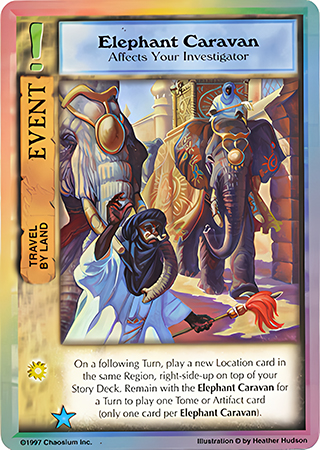 Elephant Caravan
Affects Your Investigator
EVENT!
TRAVEL
BY LAND
On a following Turn, play a new Location card in
the same Region, right-side-up on top of your
Story Deck. Remain with the Elephant Caravan for
a Turn to play one Tome or Artifact card
(only one card per Elephant Caravan).
©1997 Chaosium Inc.
Illustration © by Heather Hudson